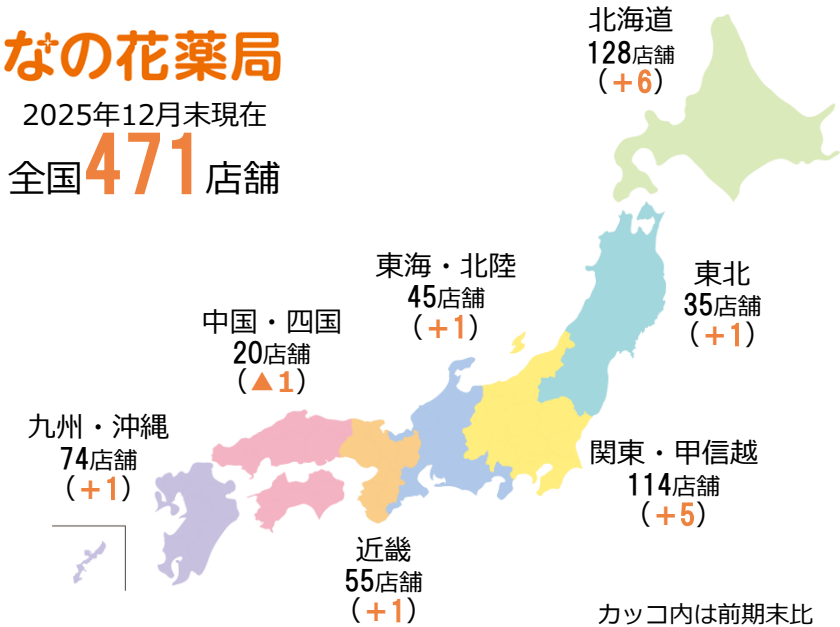 なの花薬局
2025年12月末現在
全国471店舗
北海道
128店舗
（＋6）
東北
35店舗
（＋1）
東海・北陸
45店舗
（＋1）
中国・四国
20店舗
（▲1）
九州・沖縄
74店舗
（＋1）
関東・甲信越
114店舗
（＋5）
近畿
55店舗
（＋1）
カッコ内は前期末比